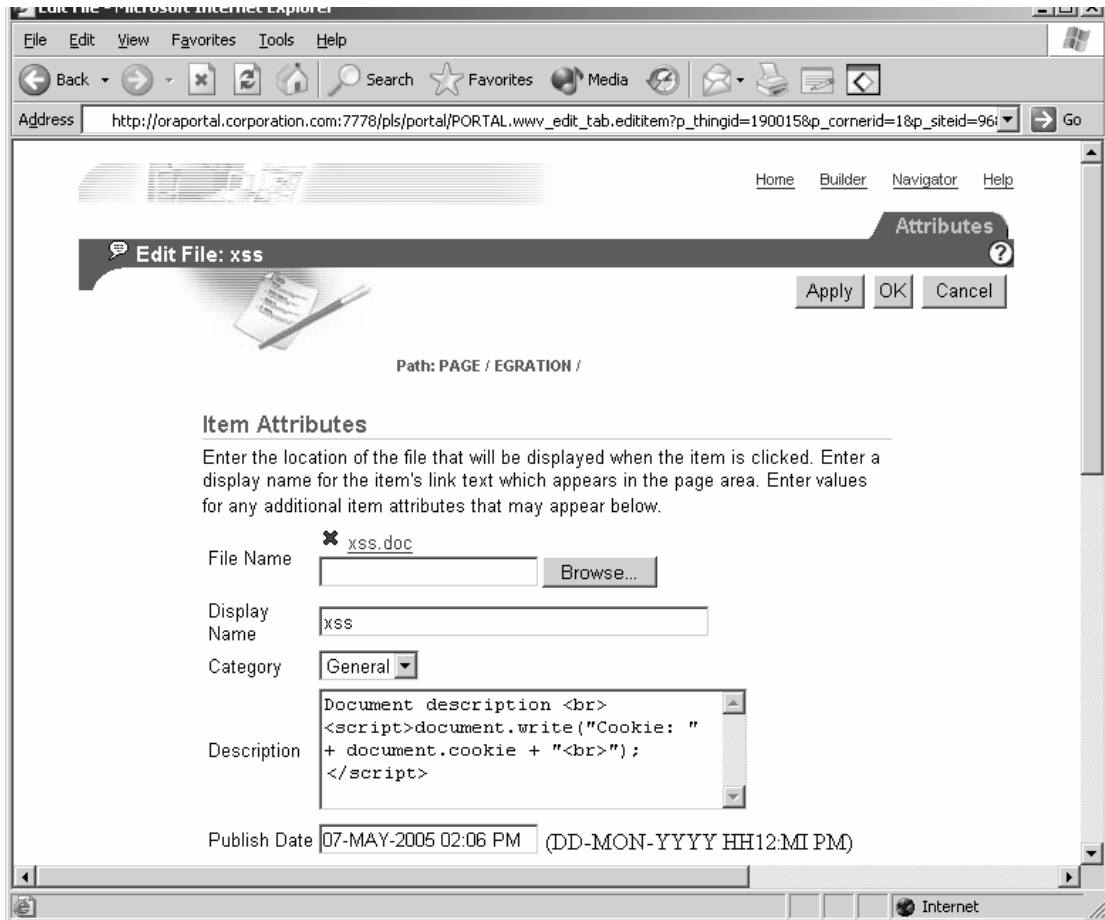 Edit File - Microsoft Internet Explorer
File Edit View Favorites Tools Help
Back Search Favorites Media
Address http://oraportal.corporation.com:7778/pls/portal/PORTAL.wwv_edit_tab.edititem?p_thingid=190015&p_cornerid=1&p_siteid=96 Go
Home Builder Navigator Help
Attributes
Edit File: xss
Apply OK Cancel
Path: PAGE / EGRATION /
Item Attributes
Enter the location of the file that will be displayed when the item is clicked. Enter a
display name for the item's link text which appears in the page area. Enter values
for any additional item attributes that may appear below.
xss.doc
File Name Browse...
Display
Name xss
Category General
Document description <br>
<script>document.write("Cookie: "
Description + document.cookie + "<br>");
</script>
Publish Date 07-MAY-2005 02:06 PM (DD-MON-YYYY HH12:MI PM)
Internet